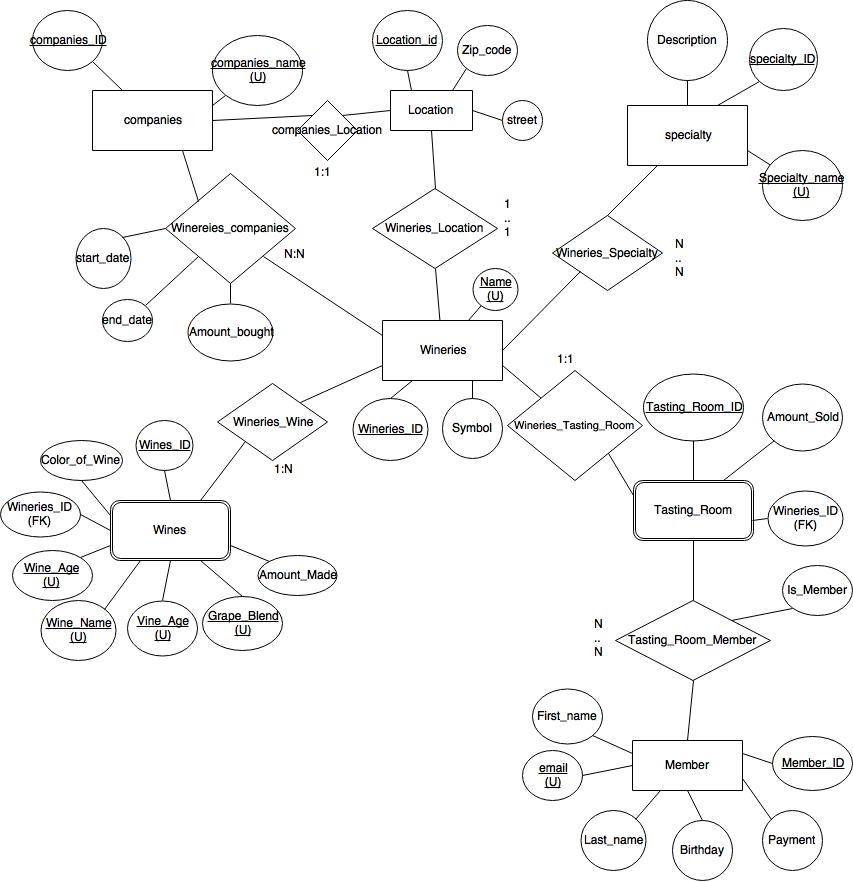 companies_ID
Location_id
Description
Zip_code
specialty_ID
companies_name
(U)
companies
Location
street
companies_Location
specialty
1:1
Specialty_name
(U)
1
..
1
Winereies_companies
Wineries_Location
N
..
N
start_date
N:N
Wineries_Specialty
Name
(U)
end_date
Amount_bought
Wineries
1:1
Wineries_Wine
Wineries_ID
Symbol
Wineries_Tasting_Room
Tasting_Room_ID
Amount_Sold
Wines_ID
Color_of_Wine
1:N
Wineries_ID
(FK)
Wines
Tasting_Room
Wineries_ID
(FK)
Wine_Age
(U)
Amount_Made
Is_Member
Wine_Name
(U)
Vine_Age
(U)
Grape_Blend
(U)
N
..
N
Tasting_Room_Member
First_name
email
(U)
Member
Member_ID
Last_name
Birthday
Payment